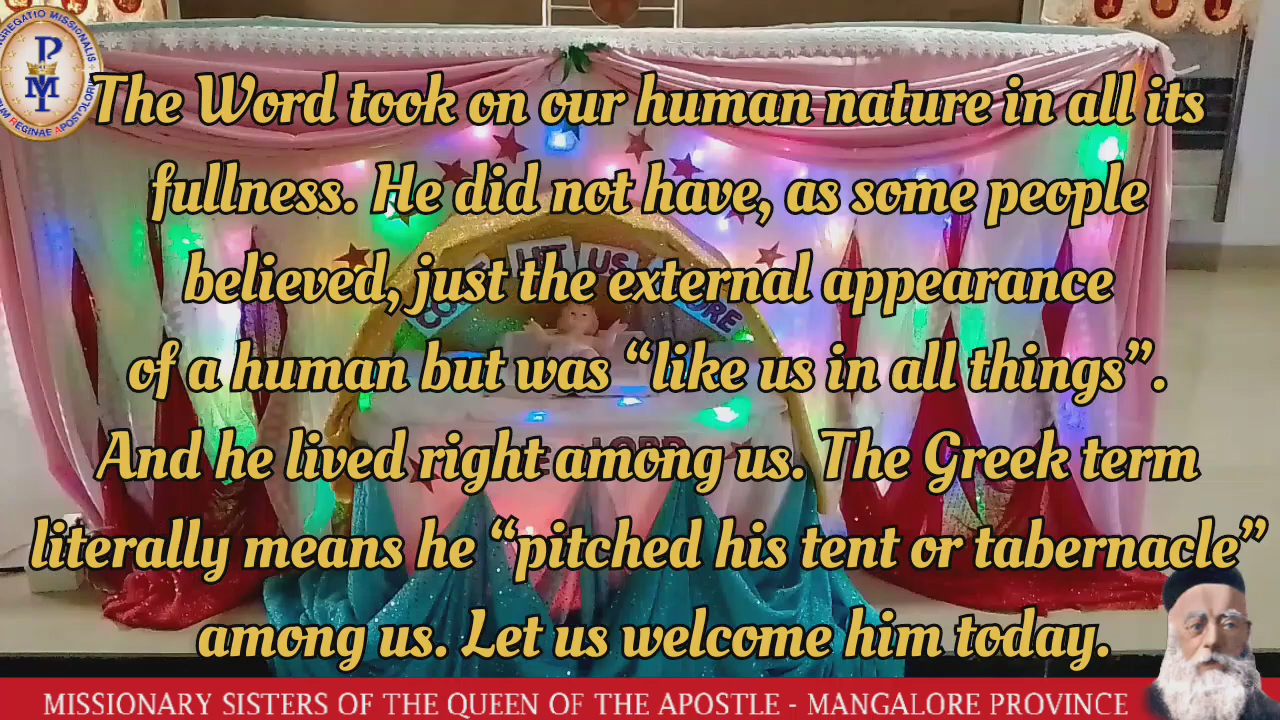 The Word took on our human nature in all its
fullness. He did not have, as some people
believed, just the external appearance
of a human but was “like us in all things”.
And he lived right among us. The Greek term
literally means he “pitched his tent or tabernacle”
among us. Let us welcome him today.
LET US
LORD
MISSIONARY SISTERS OF THE QUEEN OF THE APOSTLE - MANGALORE PROVINCE